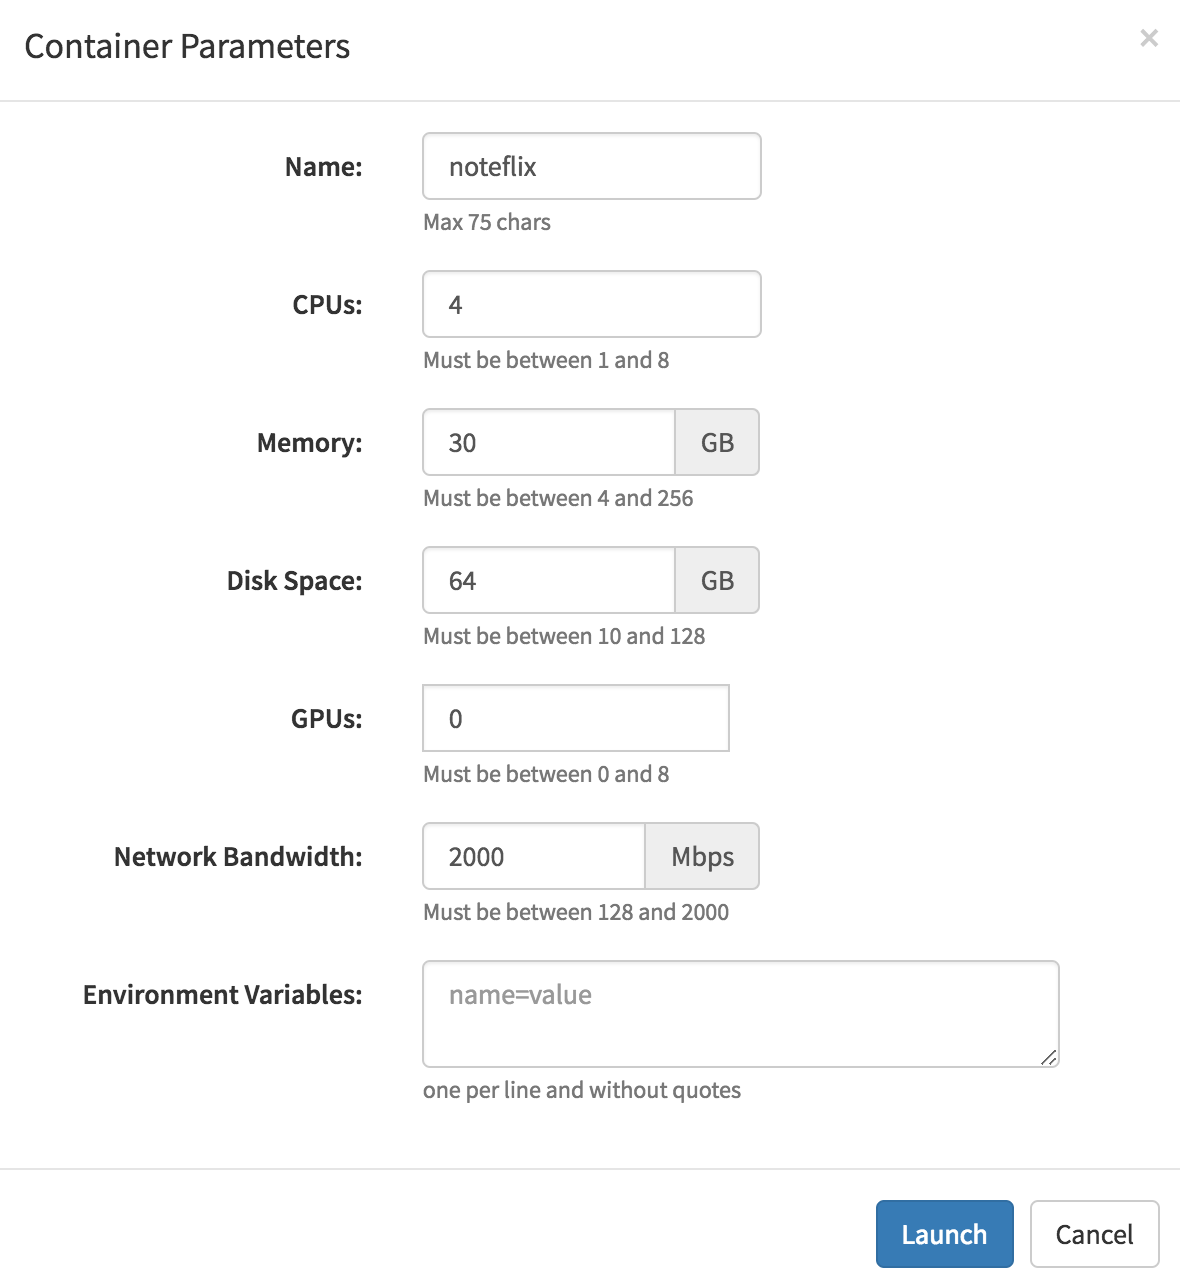 Container Parameters ×
Name: noteflix
Max 75 chars
CPUs: 4
Must be between 1 and 8
Memory: 30 GB
Must be between 4 and 256
Disk Space: 64 GB
Must be between 10 and 128
GPUs: 0
Must be between 0 and 8
Network Bandwidth: 2000 Mbps
Must be between 128 and 2000
Environment Variables: name=value
one per line and without quotes
Launch Cancel